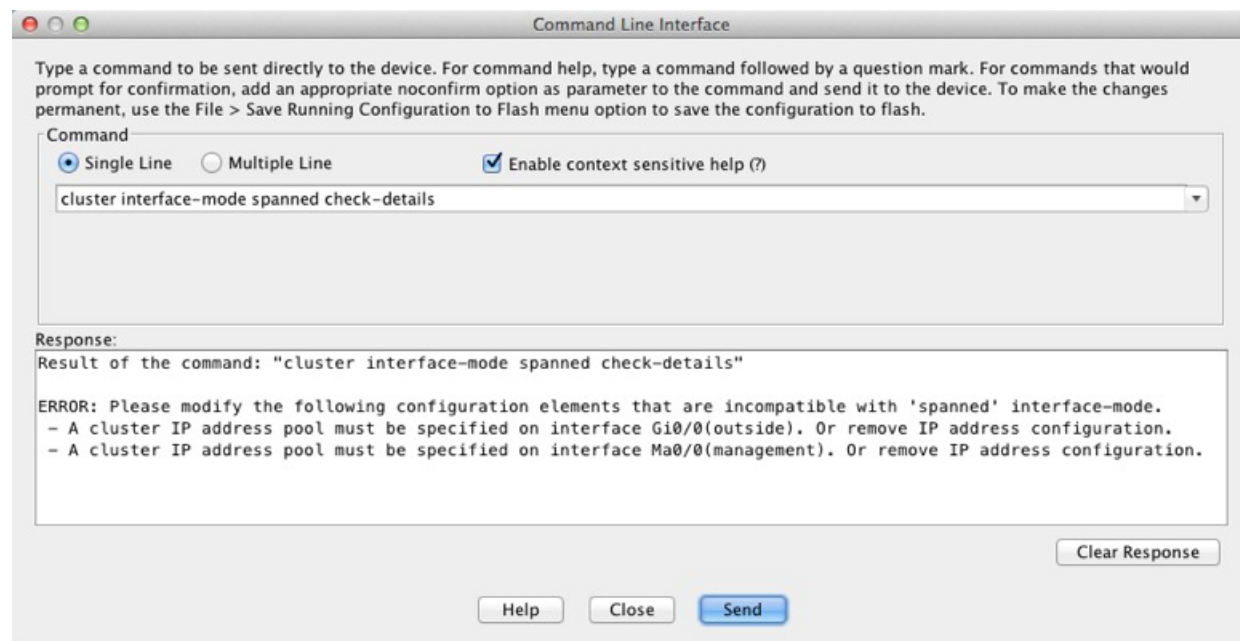 Command Line Interface
Type a command to be sent directly to the device. For command help, type a command followed by a question mark. For commands that would
prompt for confirmation, add an appropriate noconfirm option as parameter to the command and send it to the device. To make the changes
permanent, use the File > Save Running Configuration to Flash menu option to save the configuration to flash.
Command
Single Line Multiple Line Enable context sensitive help (?)
cluster interface-mode spanned check-details
Response:
Result of the command: "cluster interface-mode spanned check-details"
ERROR: Please modify the following configuration elements that are incompatible with 'spanned' interface-mode.
- A cluster IP address pool must be specified on interface Gi0/0(outside). Or remove IP address configuration.
- A cluster IP address pool must be specified on interface Ma0/0(management). Or remove IP address configuration.
Clear Response
Help Close Send